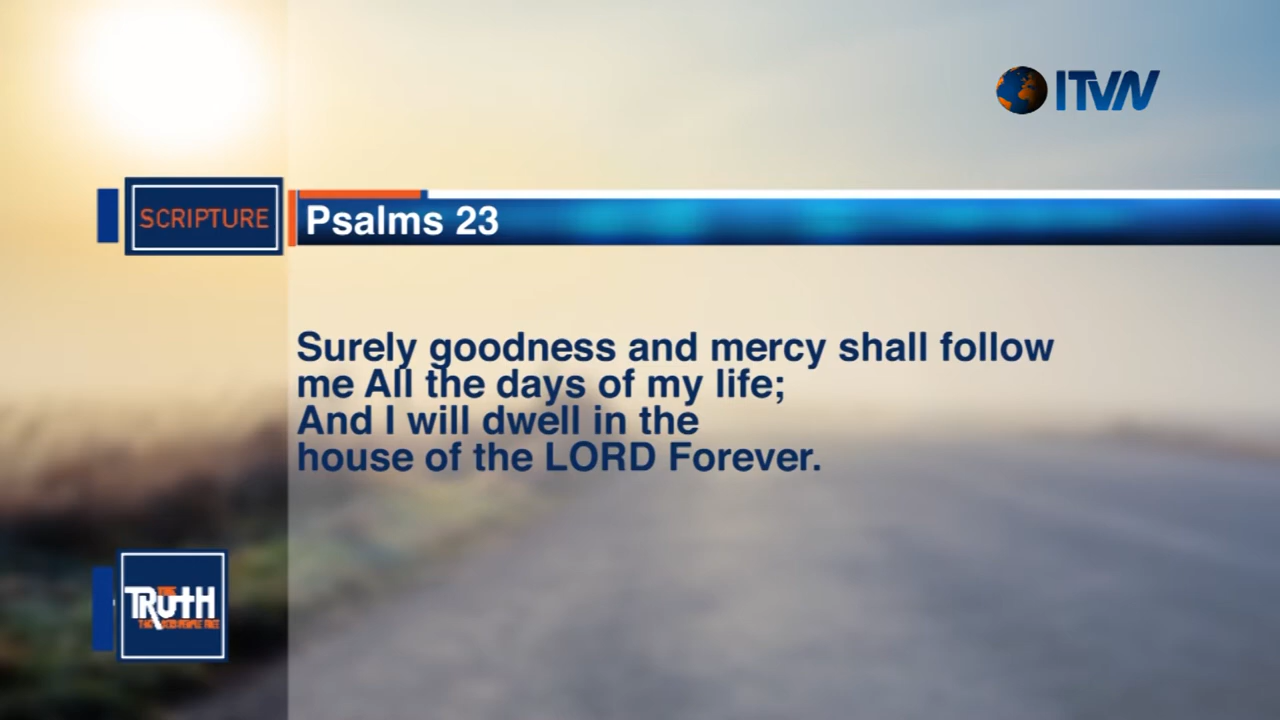 ITVN
SCRIPTURE
Psalms 23
Surely goodness and mercy shall follow
me All the days of my life;
And I will dwell in the
house of the LORD Forever.
TRUTH